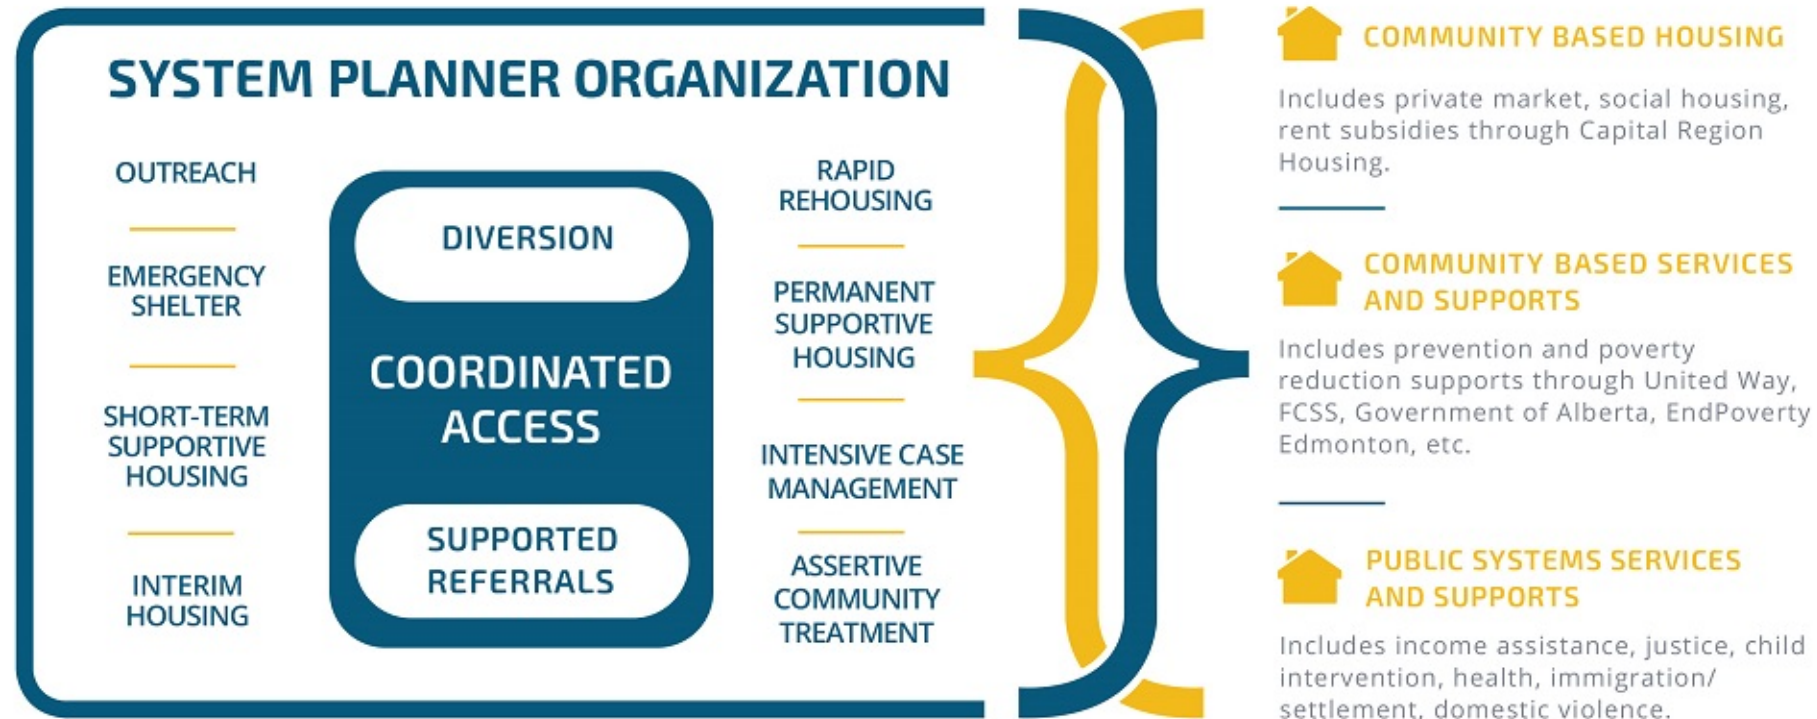 SYSTEM PLANNER ORGANIZATION
OUTREACH
EMERGENCY
SHELTER
SHORT-TERM
SUPPORTIVE
HOUSING
INTERIM
HOUSING
DIVERSION
COORDINATED
ACCESS
SUPPORTED
REFERRALS
RAPID
REHOUSING
PERMANENT
SUPPORTIVE
HOUSING
INTENSIVE CASE
MANAGEMENT
ASSERTIVE
COMMUNITY
TREATMENT
COMMUNITY BASED HOUSING
Includes private market, social housing,
rent subsidies through Capital Region
Housing.
COMMUNITY BASED SERVICES
AND SUPPORTS
Includes prevention and poverty
reduction supports through United Way,
FCSS, Government of Alberta, EndPoverty
Edmonton, etc.
PUBLIC SYSTEMS SERVICES
AND SUPPORTS
Includes income assistance, justice, child
intervention, health, immigration/
settlement, domestic violence.